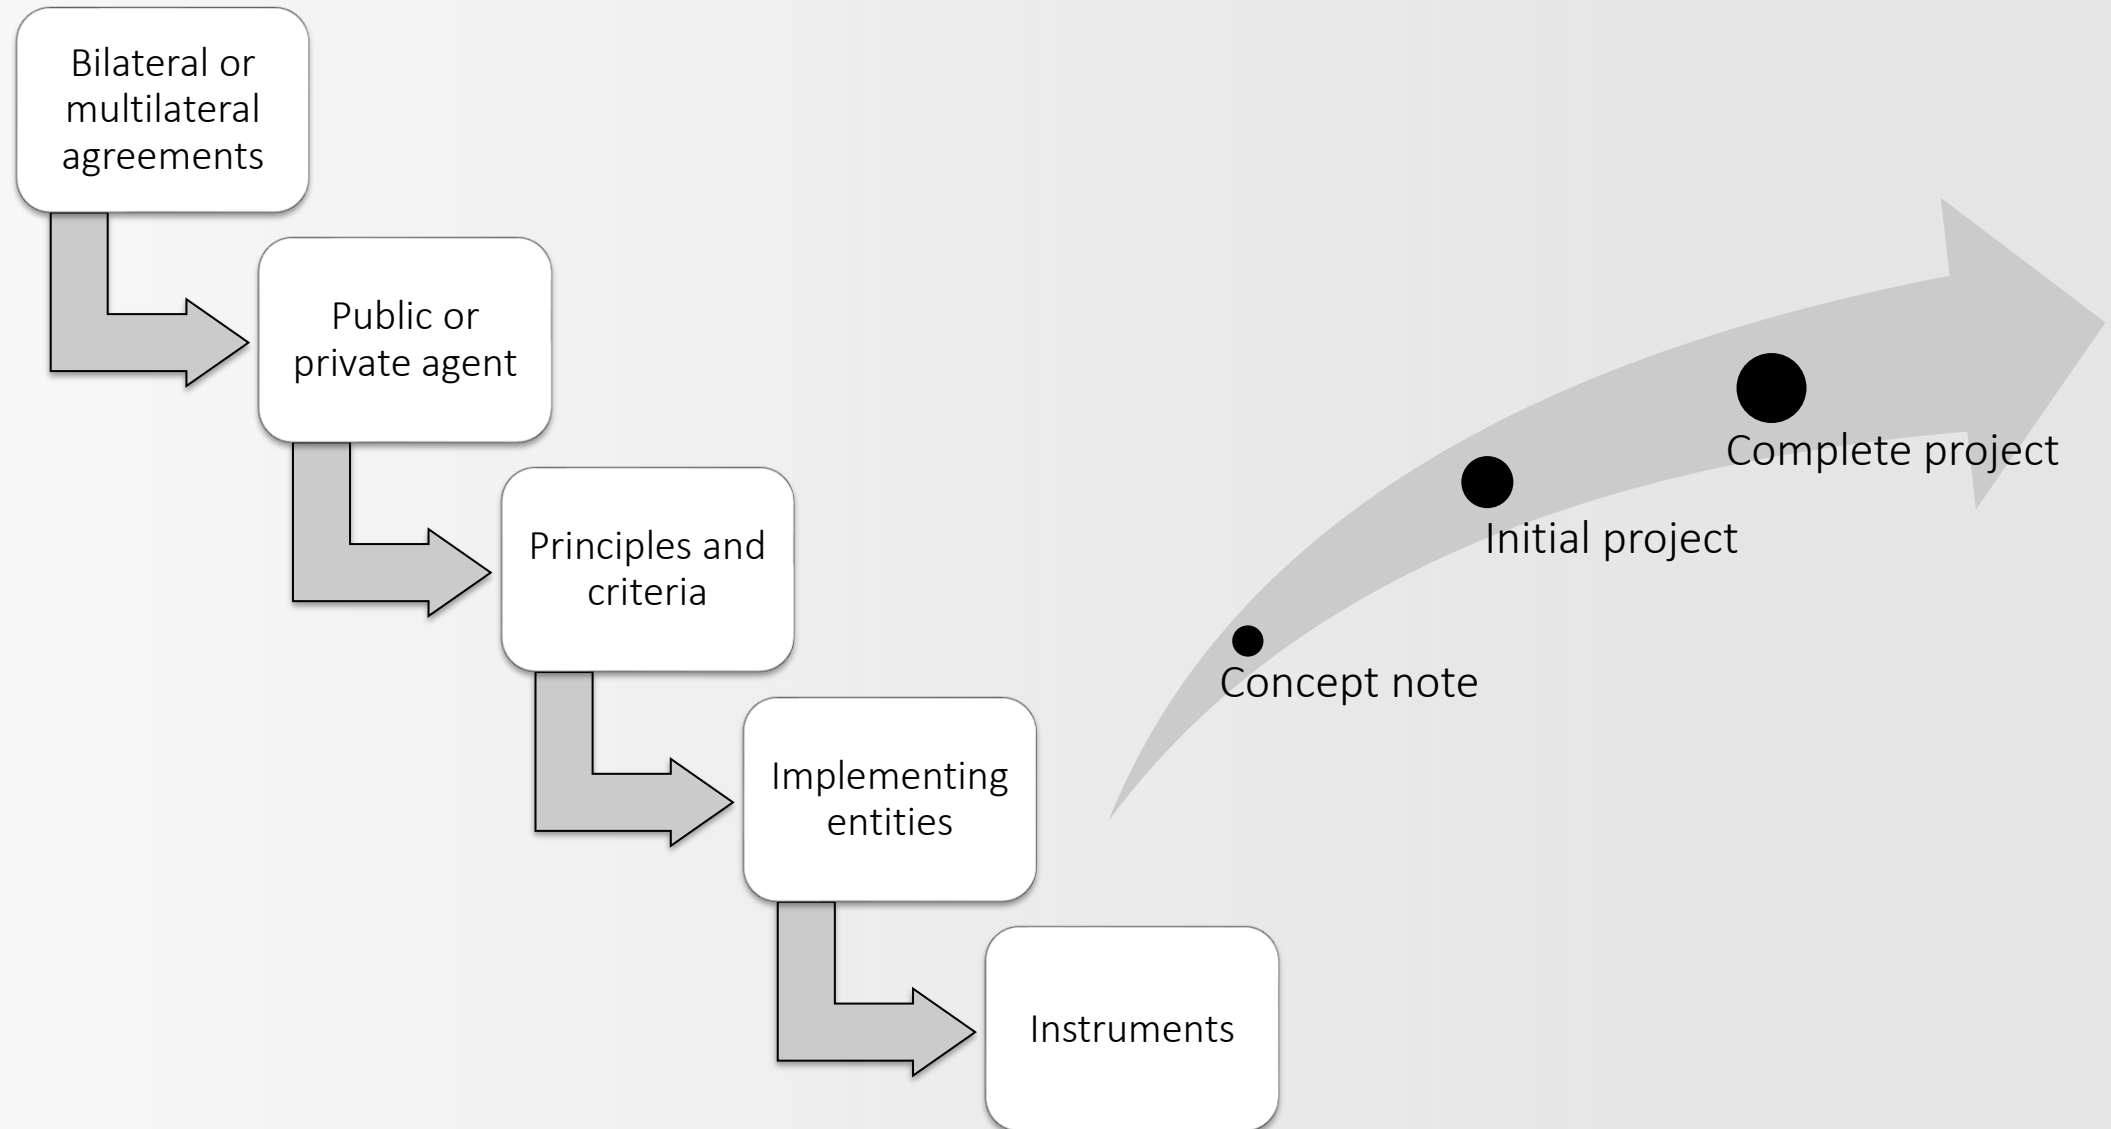 Bilateral or
multilateral
agreements
Public or
private agent
Principles and
criteria
Implementing
entities
Instruments
Complete project
Initial project
Concept note